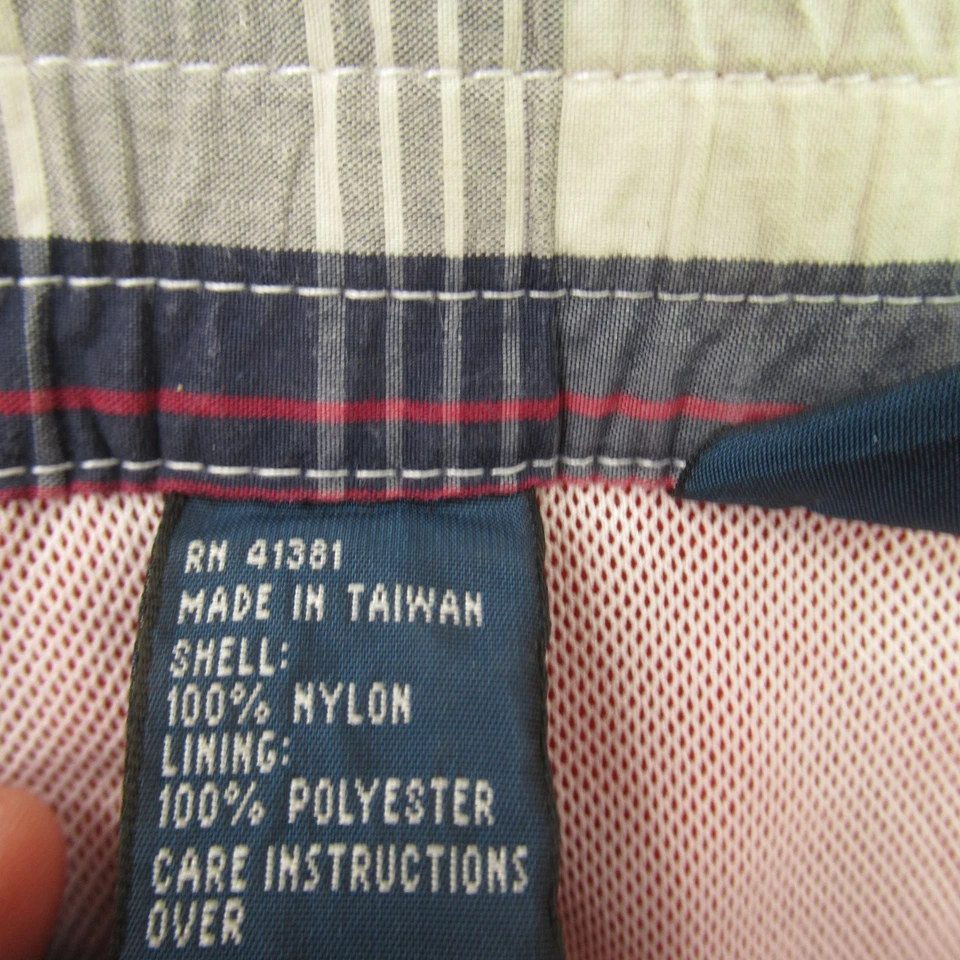 RN 41381
MADE IN TAIWAN
SHELL:
100% NYLON
LINING:
100% POLYESTER
CARE INSTRUCTIONS
OVER